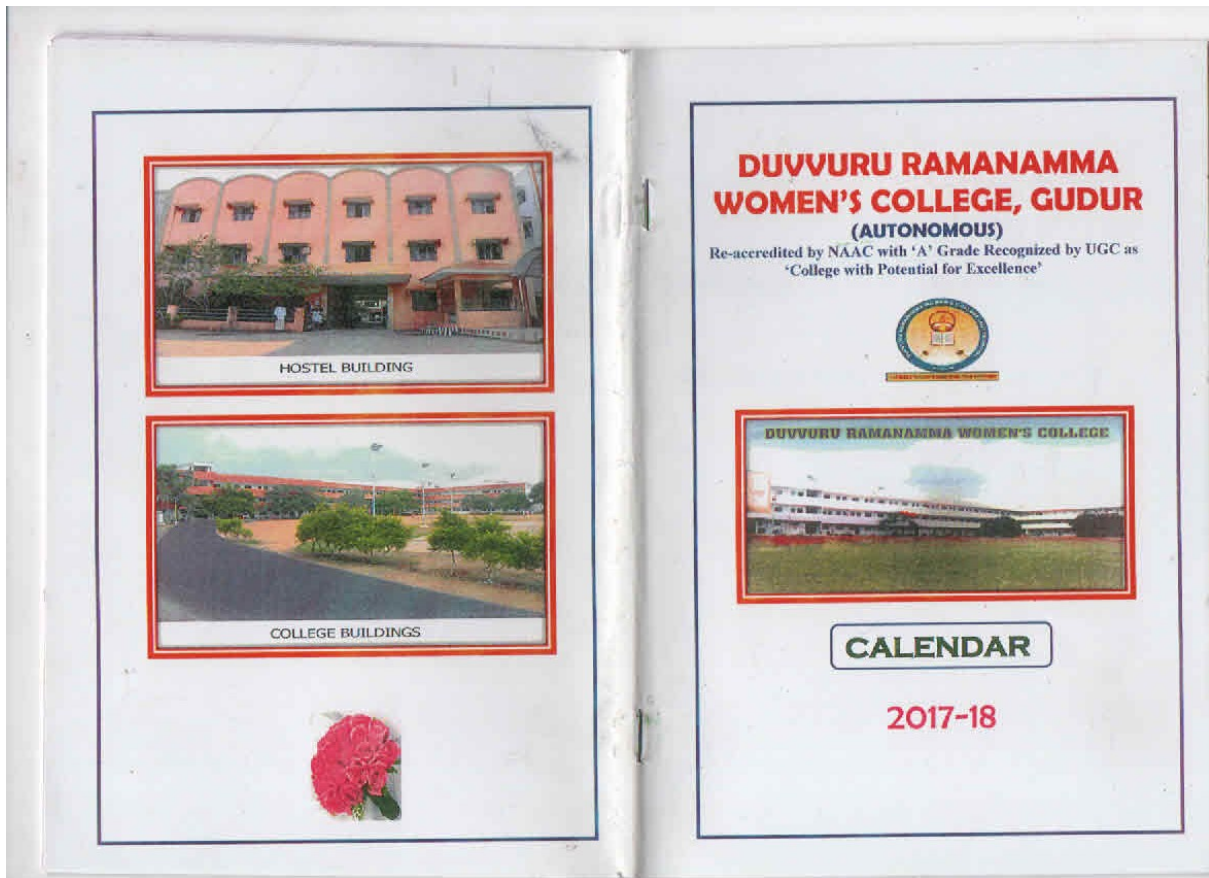 HOSTEL BUILDING
COLLEGE BUILDINGS
DUVVURU RAMANAMMA
WOMEN'S COLLEGE, GUDUR
(AUTONOMOUS)
Re-accredited by NAAC with 'A' Grade Recognized by UGC as
'College with Potential for Excellence'
DUVVURU RAMANAMMA WOMEN'S COLLEGE
CALENDAR
2017-18